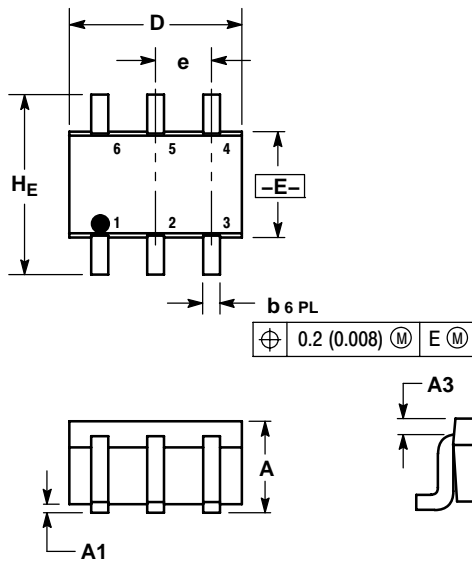 D
e
6 5 4
HE
–E–
1 2 3
b 6 PL
⌖ 0.2 (0.008) Ⓜ E Ⓜ
A3
A
A1